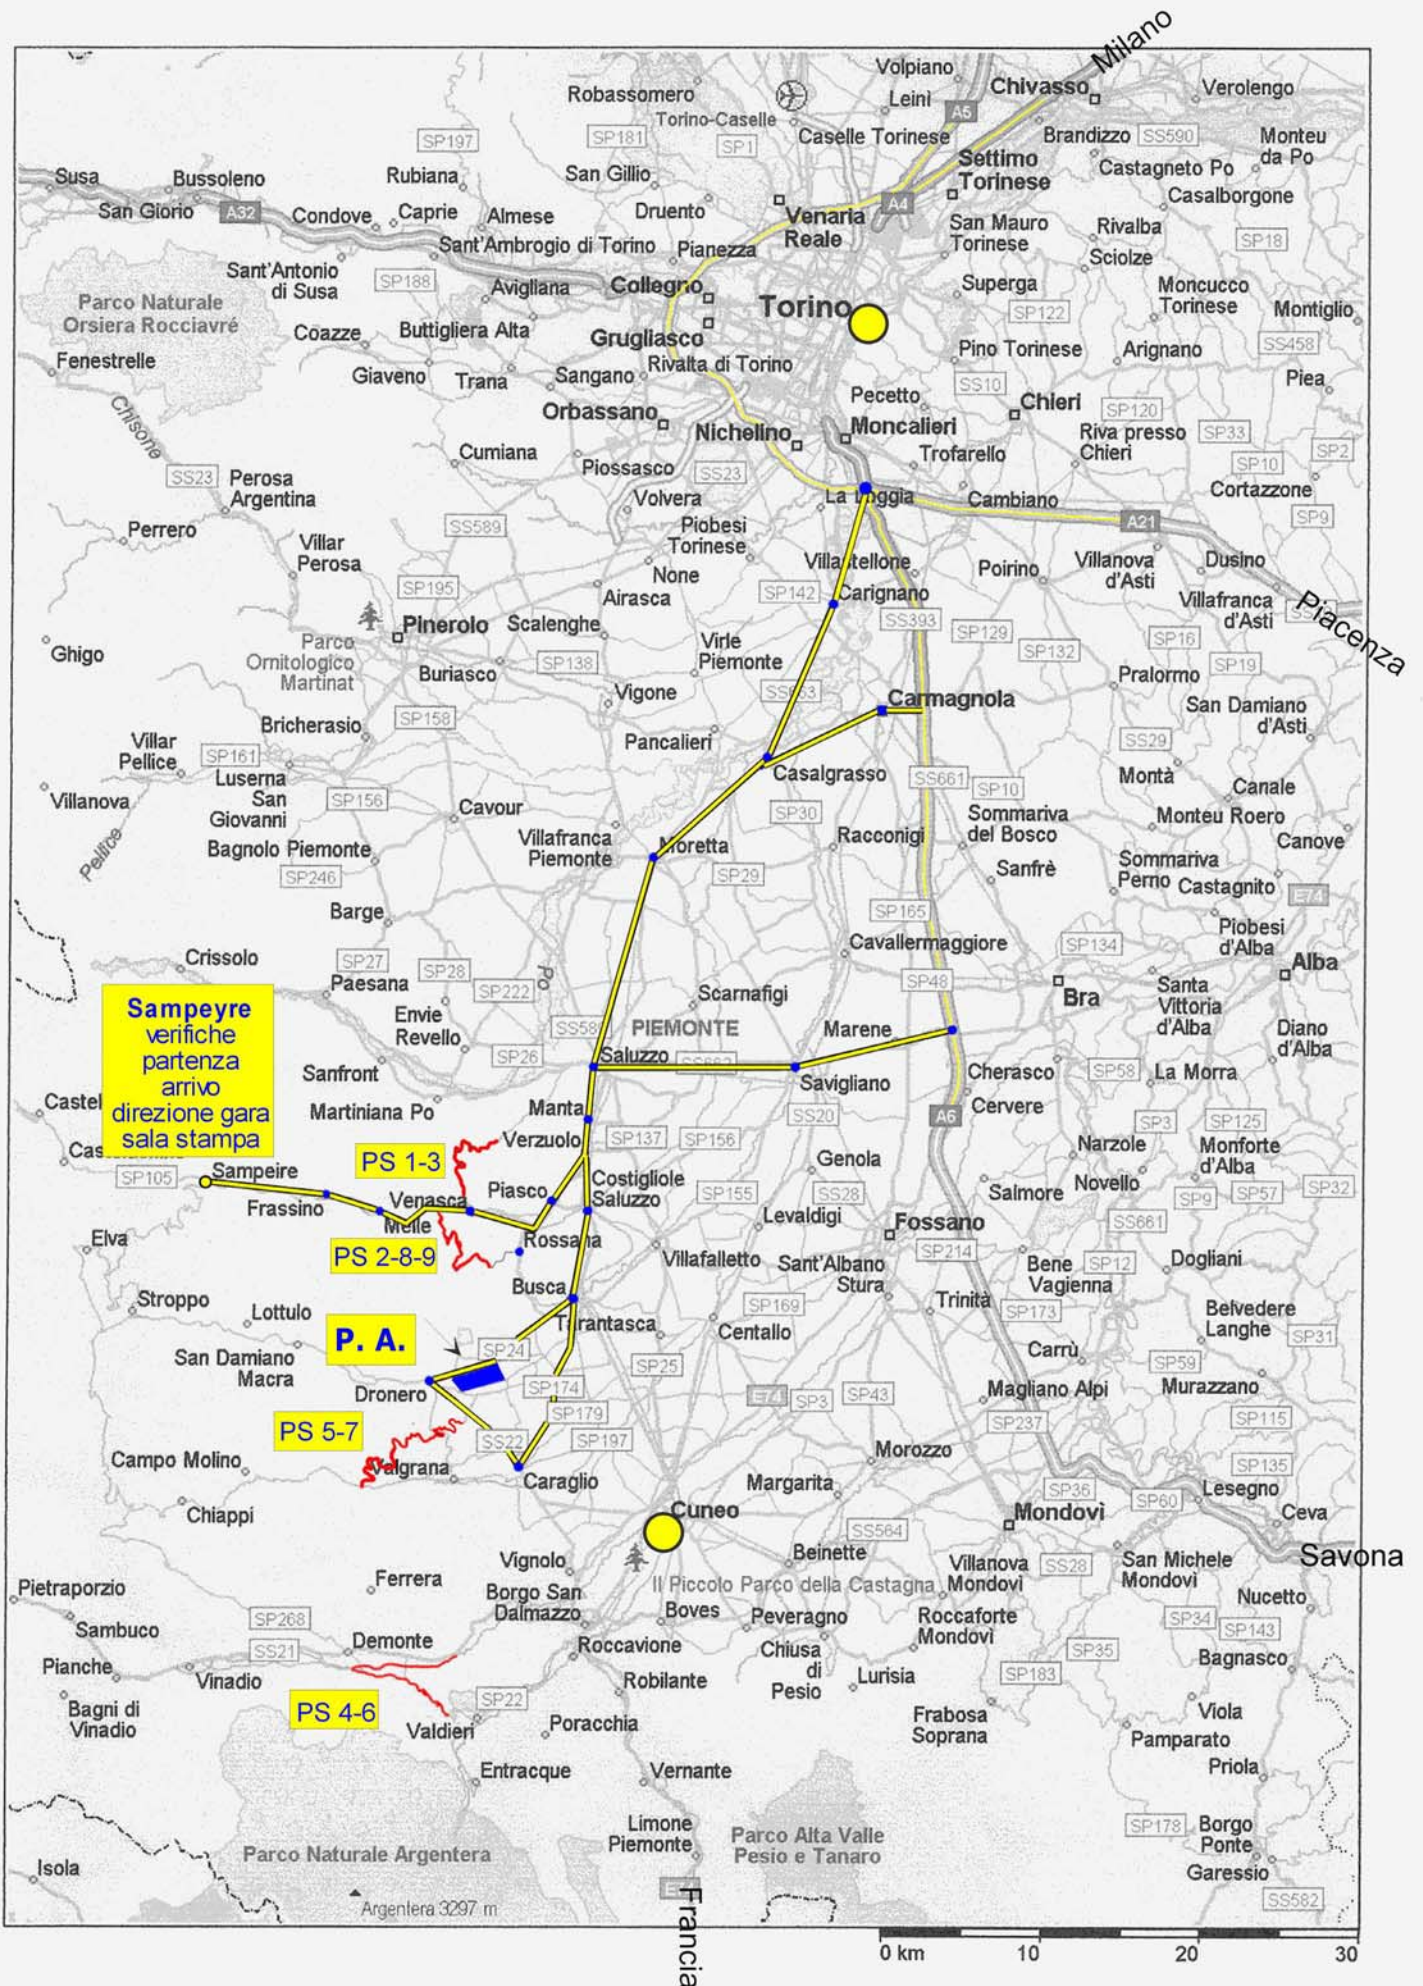 Milano
Volpiano
Chivasso
Verolengo
Robassomero
Leinì
A5
Torino-Caselle
Caselle Torinese
Brandizzo
SS590
Monteu
da Po
SP197
SP181
SP1
Settimo
Torinese
Castagneto Po
Susa
Bussoleno
Rubiana
San Gillio
Casalborgone
San Giorio
A32
Condove
Caprie
Almese
Druento
Venaria
Reale
A4
San Mauro
Torinese
Rivalba
SP18
Sant'Ambrogio di Torino
Pianezza
Sciolze
Sant'Antonio
di Susa
SP188
Avigliana
Collegno
Superga
Moncucco
Torinese
Montiglio
Parco Naturale
Orsiera Rocciavré
Torino
SP122
Coazze
Buttigliera Alta
Grugliasco
Pino Torinese
Arignano
SS458
Fenestrelle
Giaveno
Trana
Sangano
Rivalta di Torino
SS10
Piea
Chisone
Orbassano
Pecetto
Chieri
SP120
Nichelino
Moncalieri
Riva presso
Chieri
SP33
SP2
Cumiana
Piossasco
SS23
Trofarello
SP10
SS23
Perosa
Argentina
Volvera
La Loggia
Cambiano
Cortazzone
Perrero
SS589
Piobesi
Torinese
A21
SP9
Villar
Perosa
None
Villastellone
Poirino
Villanova
d'Asti
Dusino
SP195
Airasca
SP142
Carignano
Villafranca
d'Asti
Piacenza
Pinerolo
Scalenghe
SS393
SP129
SP16
Ghigo
Parco
Ornitologico
Martinat
Buriasco
SP138
Virle
Piemonte
SP132
SP19
Vigone
SS663
Carmagnola
Pralormo
Bricherasio
SP158
Pancalieri
San Damiano
d'Asti
Villar
Pellice
SP161
Casalgrasso
SS661
SS29
Villanova
Luserna
San
Giovanni
SP156
Cavour
SP10
Montà
Canale
Pellice
Villafranca
Piemonte
SP30
Sommariva
del Bosco
Monteu Roero
Bagnolo Piemonte
Moretta
Racconigi
Canove
SP246
SP29
Sanfrè
Sommariva
Perno
Castagnito
E74
Barge
SP165
Piobesi
d'Alba
Crissolo
SP27
SP28
Po
Cavallermaggiore
SP134
Alba
Paesana
SP222
Scarnafigi
SP48
Bra
Santa
Vittoria
d'Alba
Sampeyre
verifiche
partenza
arrivo
direzione gara
sala stampa
Envie
Revello
PIEMONTE
Marene
Diano
d'Alba
SP26
Saluzzo
Sanfront
Savigliano
Cherasco
SP58
La Morra
Castel
Martiniana Po
Manta
SS20
Cervere
A6
SP3
SP125
Verzuolo
SP137
SP156
Narzole
Monforte
d'Alba
PS 1-3
Genola
SP105
Sampeire
Costigliole
Saluzzo
SP155
SS28
Salmore
Novello
SP9
SP57
SP32
Frassino
Venasca
Piasco
Melle
Levaldigi
Fossano
SS661
Elva
PS 2-8-9
Rossana
Villafalletto
Sant'Albano
Stura
SP214
Bene
Vagienna
SP12
Dogliani
Stroppo
Lottulo
Busca
SP169
Trinità
SP173
Belvedere
Langhe
P. A.
Tarantasca
Centallo
SP31
San Damiano
Macra
SP24
SP25
Carrù
SP59
Dronero
SP174
E74
SP3
SP43
Magliano Alpi
Murazzano
PS 5-7
SP179
SP237
SP115
SS22
SP197
Morozzo
Campo Molino
Valgrana
Caraglio
Margarita
SP36
SP135
Chiappi
SP60
Lesegno
Cuneo
Mondovì
Ceva
SS564
Vignolo
Beinette
Villanova
Mondovì
SS28
San Michele
Mondovì
Savona
Pietraporzio
Ferrera
Borgo San
Dalmazzo
Il Piccolo Parco della Castagna
Nucetto
Sambuco
SP268
Boves
Peveragno
Roccaforte
Mondovì
SP34
SP143
SS21
Demonte
Roccavione
Chiusa
di
Pesio
SP35
Bagnasco
Pianche
Vinadio
Robilante
Lurisia
SP183
Bagni di
Vinadio
PS 4-6
SP22
Valdieri
Poracchia
Frabosa
Soprana
Viola
Pamparato
Entracque
Vernante
Priola
Limone
Piemonte
Parco Alta Valle
Pesio e Tanaro
SP178
Borgo
Ponte
Parco Naturale Argentera
Isola
Garessio
Argentera 3297 m
SS582
Francia
0 km
10
20
30